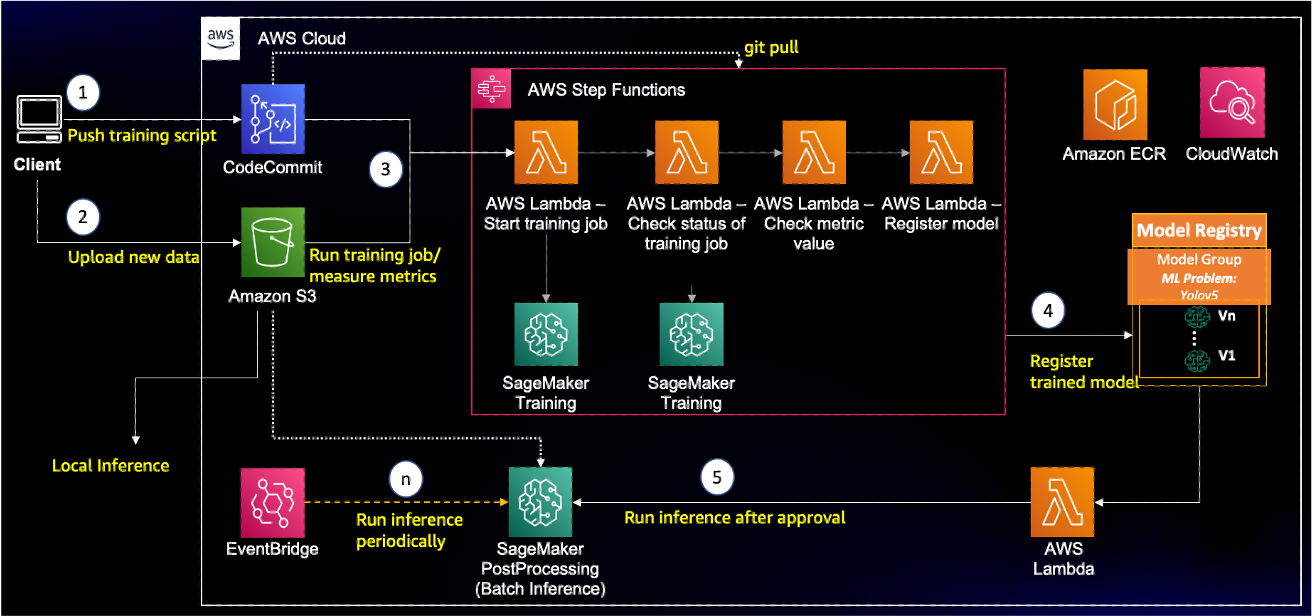 aws
AWS Cloud
git pull
1
Push training script
Client
CodeCommit
2
Upload new data
Amazon S3
3
Run training job/
measure metrics
AWS Step Functions
AWS Lambda –
Start training job
AWS Lambda –
Check status of
training job
AWS Lambda –
Check metric
value
AWS Lambda –
Register model
SageMaker
Training
SageMaker
Training
Amazon ECR
CloudWatch
Model Registry
Model Group
ML Problem:
Yolov5
Vn
V1
4
Register
trained model
Local Inference
EventBridge
n
Run inference
periodically
SageMaker
PostProcessing
(Batch Inference)
5
Run inference after approval
AWS
Lambda